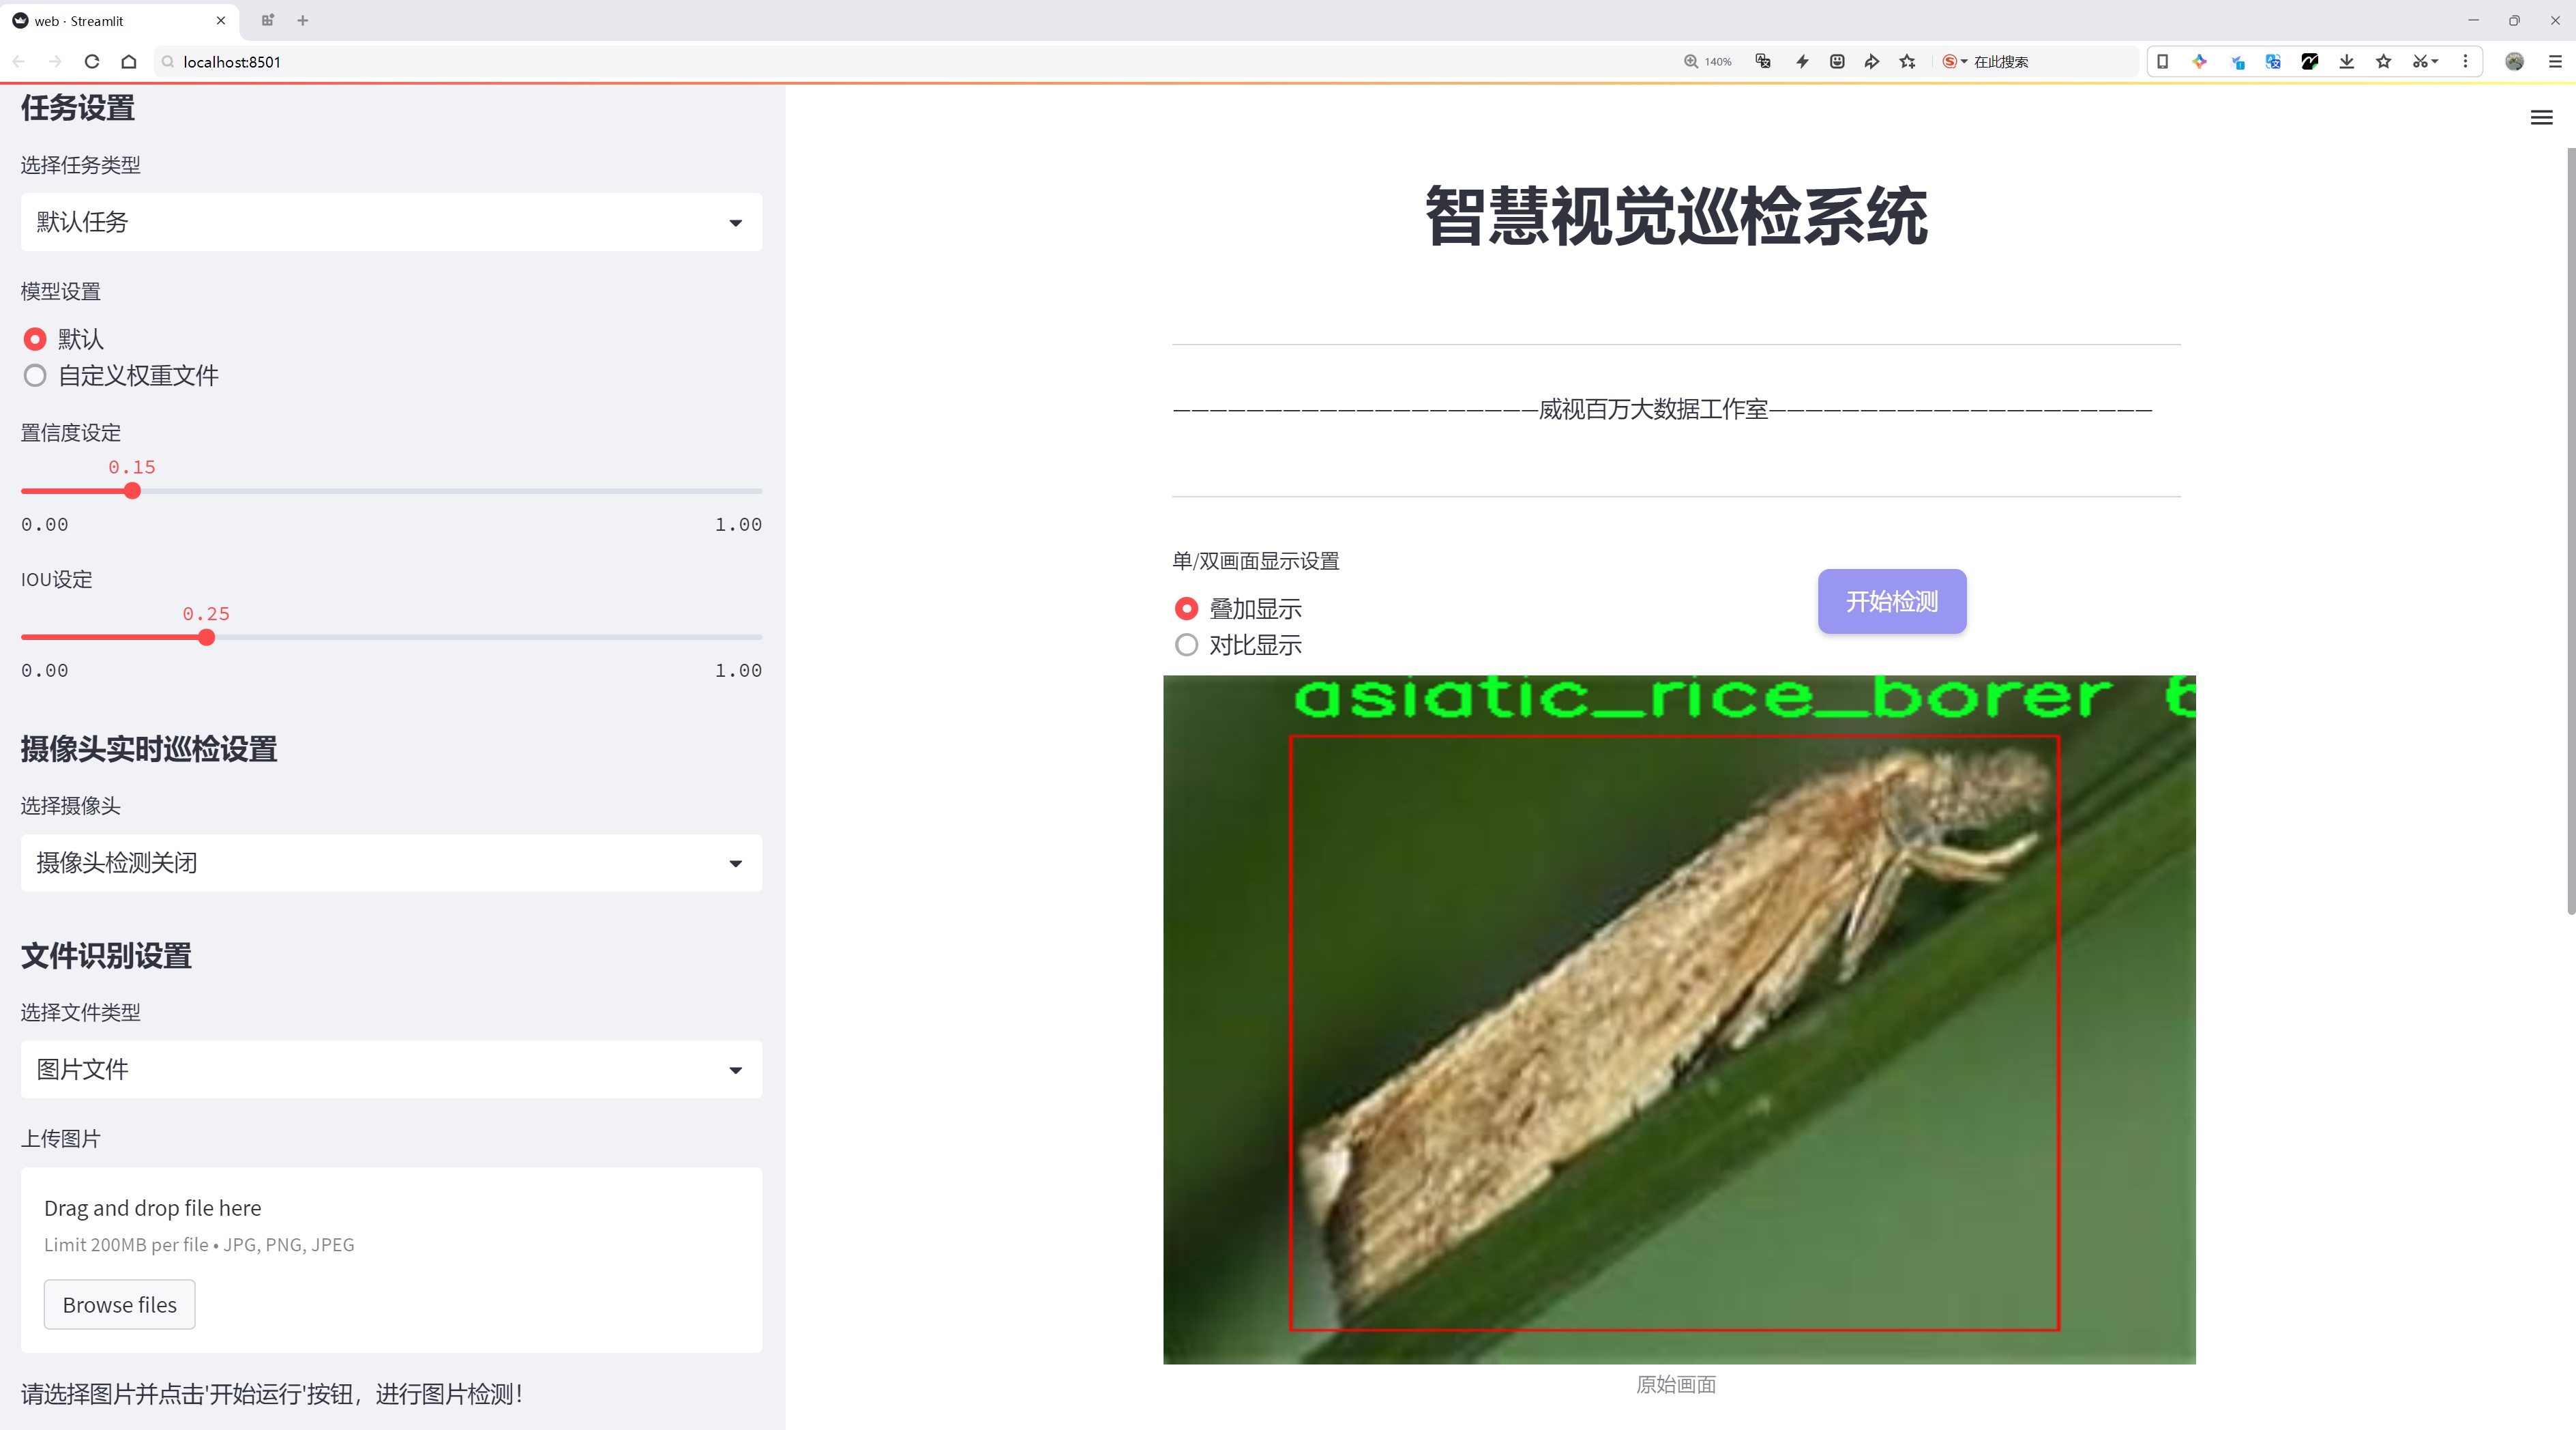 web · Streamlit
localhost:8501
140%
在此搜索
任务设置
选择任务类型
默认任务
模型设置
默认
自定义权重文件
置信度设定
0.15
0.00
1.00
IOU设定
0.25
0.00
1.00
摄像头实时巡检设置
选择摄像头
摄像头检测关闭
文件识别设置
选择文件类型
图片文件
上传图片
Drag and drop file here
Limit 200MB per file • JPG, PNG, JPEG
Browse files
请选择图片并点击'开始运行'按钮，进行图片检测！
智慧视觉巡检系统
————————————————————威视百万大数据工作室—————————————————————
单/双画面显示设置
叠加显示
对比显示
开始检测
asiatic_rice_borer 6
原始画面